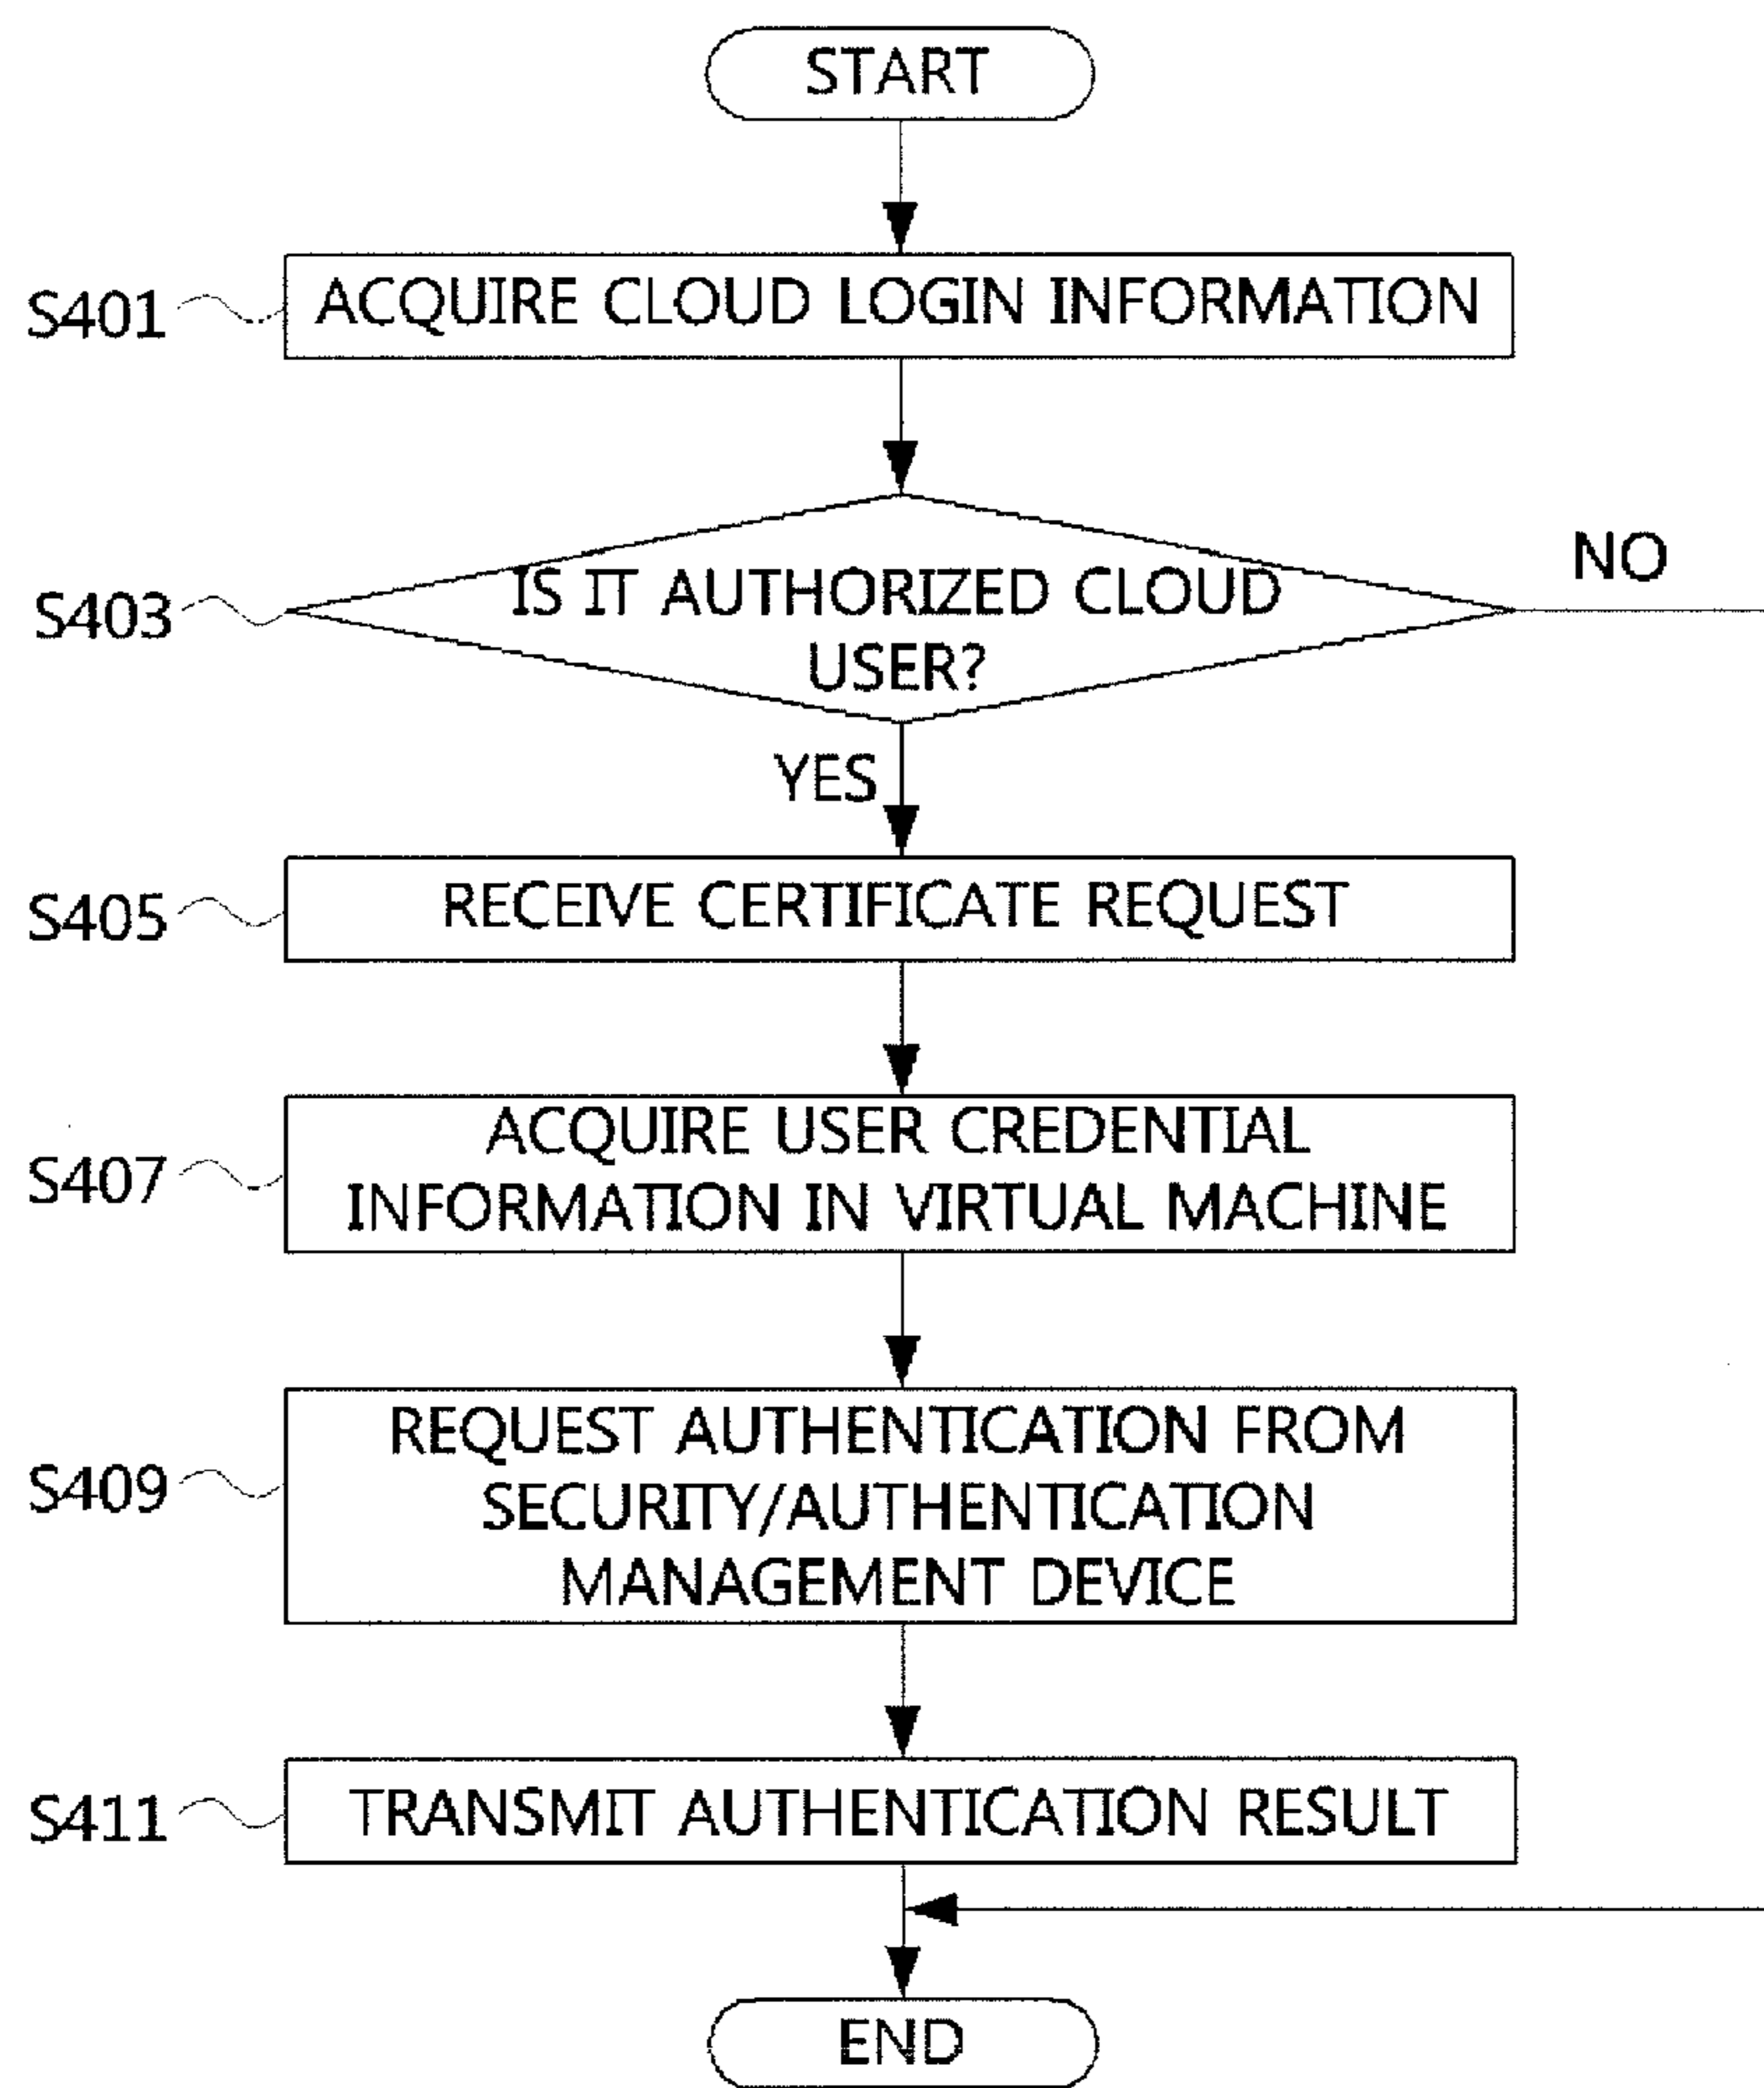 START
S401
ACQUIRE CLOUD LOGIN INFORMATION
NO
S403
IS IT AUTHORIZED CLOUD
USER?
YES
S405
RECEIVE CERTIFICATE REQUEST
S407
ACQUIRE USER CREDENTIAL
INFORMATION IN VIRTUAL MACHINE
S409
REQUEST AUTHENTICATION FROM
SECURITY/AUTHENTICATION
MANAGEMENT DEVICE
S411
TRANSMIT AUTHENTICATION RESULT
END